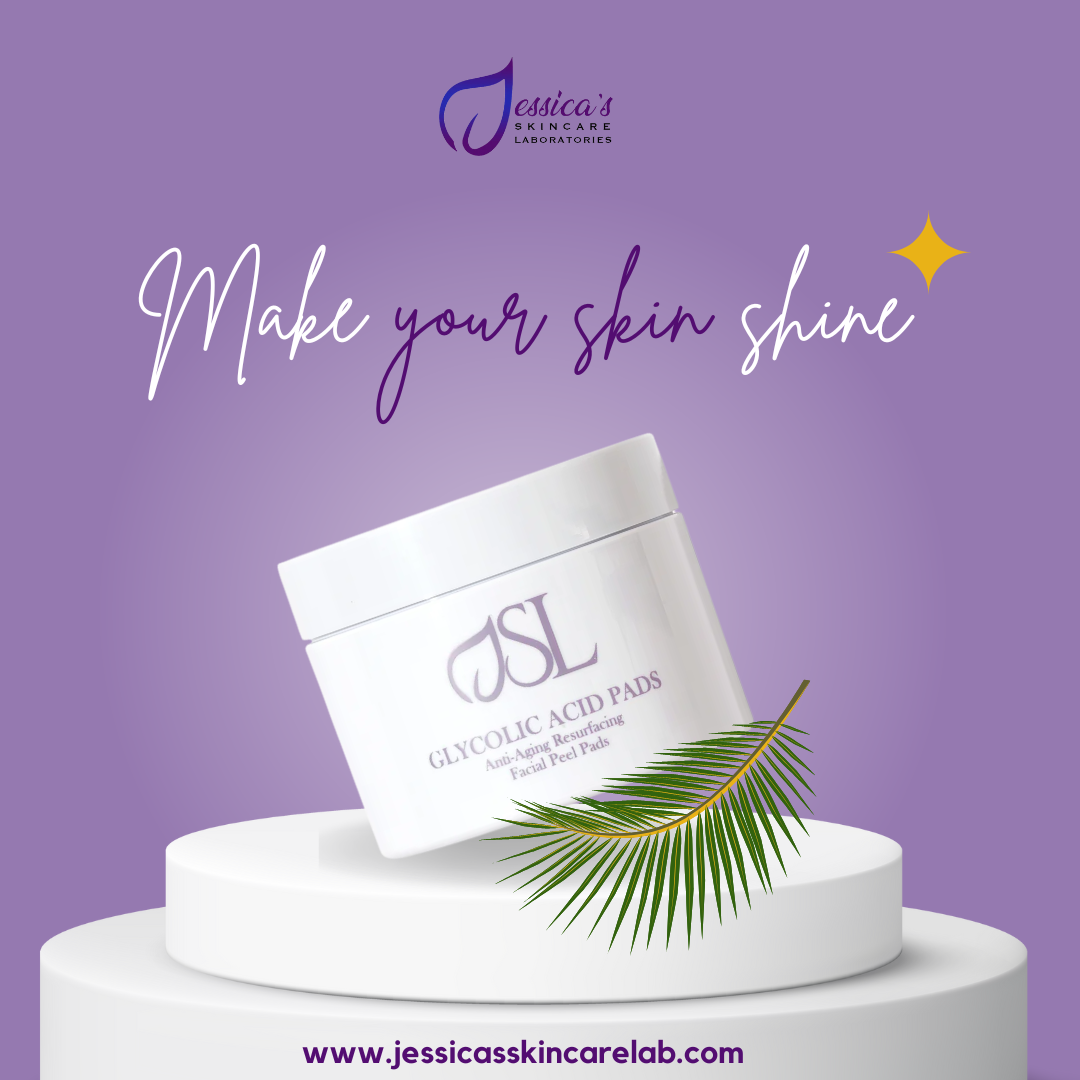 Jessica's
SKINCARE
LABORATORIES
Make your skin shine
JSL
GLYCOLIC ACID PADS
Anti-Aging Resurfacing
Facial Peel Pads
www.jessicasskincarelab.com